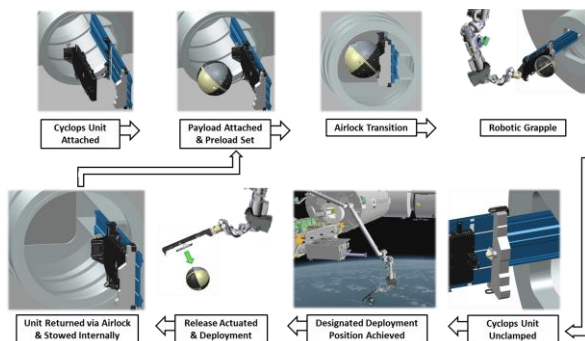 Cyclops Unit
Attached
Payload Attached
& Preload Set
Airlock Transition
Robotic Grapple
Unit Returned via Airlock
& Stowed Internally
Release Actuated
& Deployment
Designated Deployment
Position Achieved
Cyclops Unit
Unclamped